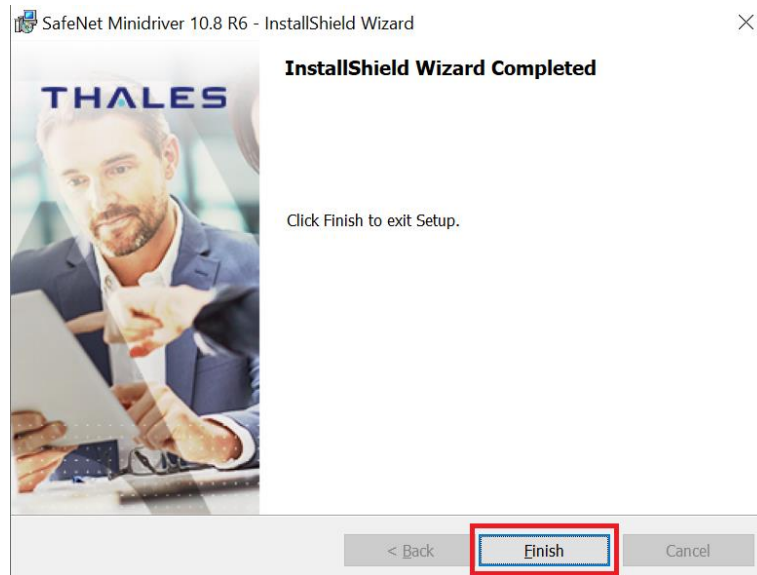 SafeNet Minidriver 10.8 R6 - InstallShield Wizard
THALES
InstallShield Wizard Completed
Click Finish to exit Setup.
< Back
Finish
Cancel